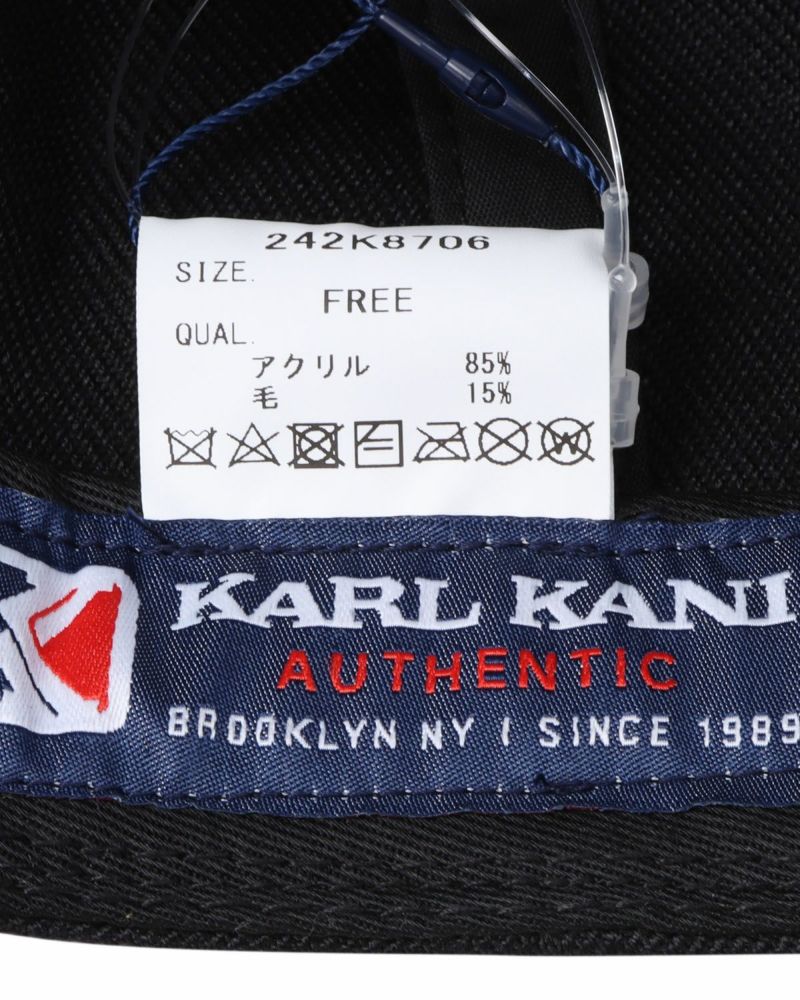 242K8706
SIZE.
FREE
QUAL.
アクリル 85%
毛 15%
KARL KANI
AUTHENTIC
BROOKLYN NY | SINCE 1989